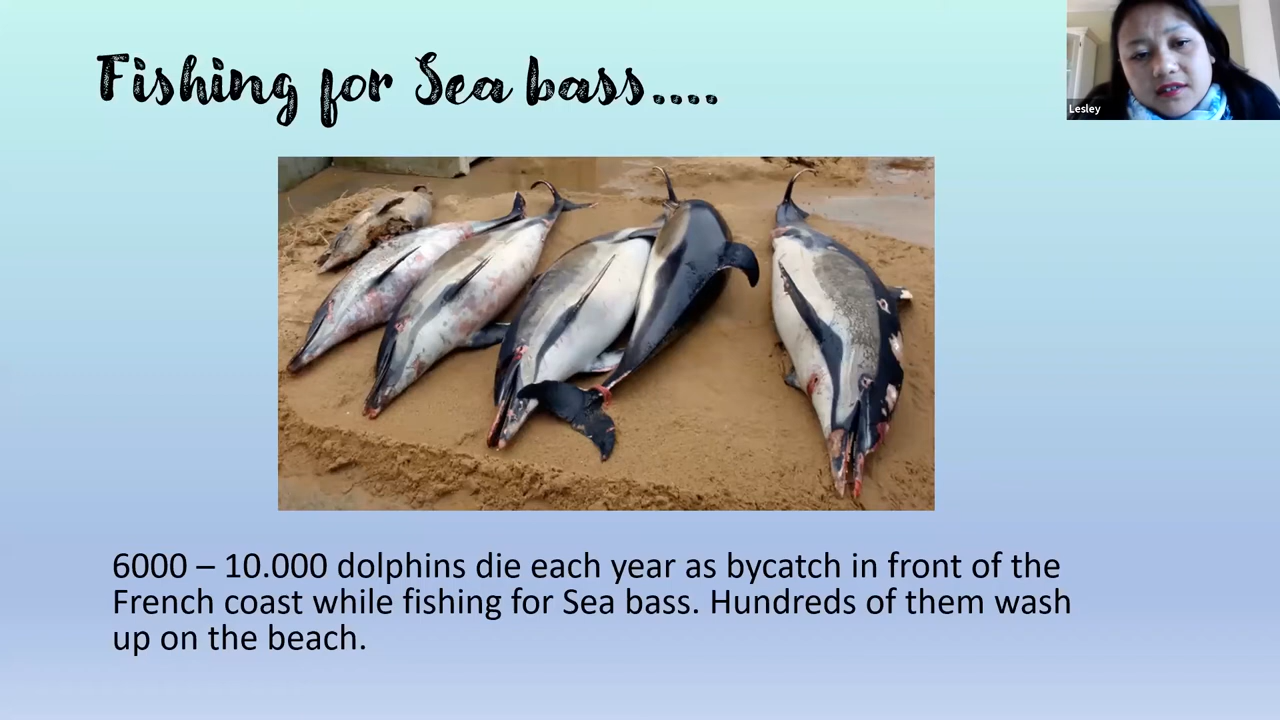 Fishing for Sea bass....
Lesley
6000 – 10.000 dolphins die each year as bycatch in front of the
French coast while fishing for Sea bass. Hundreds of them wash
up on the beach.